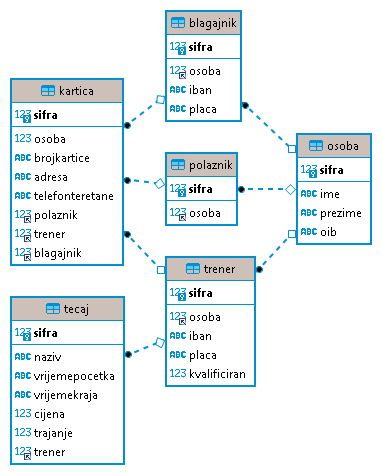 blagajnik
123 sifra
123 osoba
ABC iban
ABC placa
kartica
123 sifra
123 osoba
ABC brojkartice
ABC adresa
ABC telefonteretane
123 polaznik
123 trener
123 blagajnik
polaznik
123 sifra
123 osoba
osoba
123 sifra
ABC ime
ABC prezime
ABC oib
trener
123 sifra
123 osoba
ABC iban
ABC placa
123 kvalificiran
tecaj
123 sifra
ABC naziv
ABC vrijemepocetka
ABC vrijemekraja
123 cijena
123 trajanje
123 trener